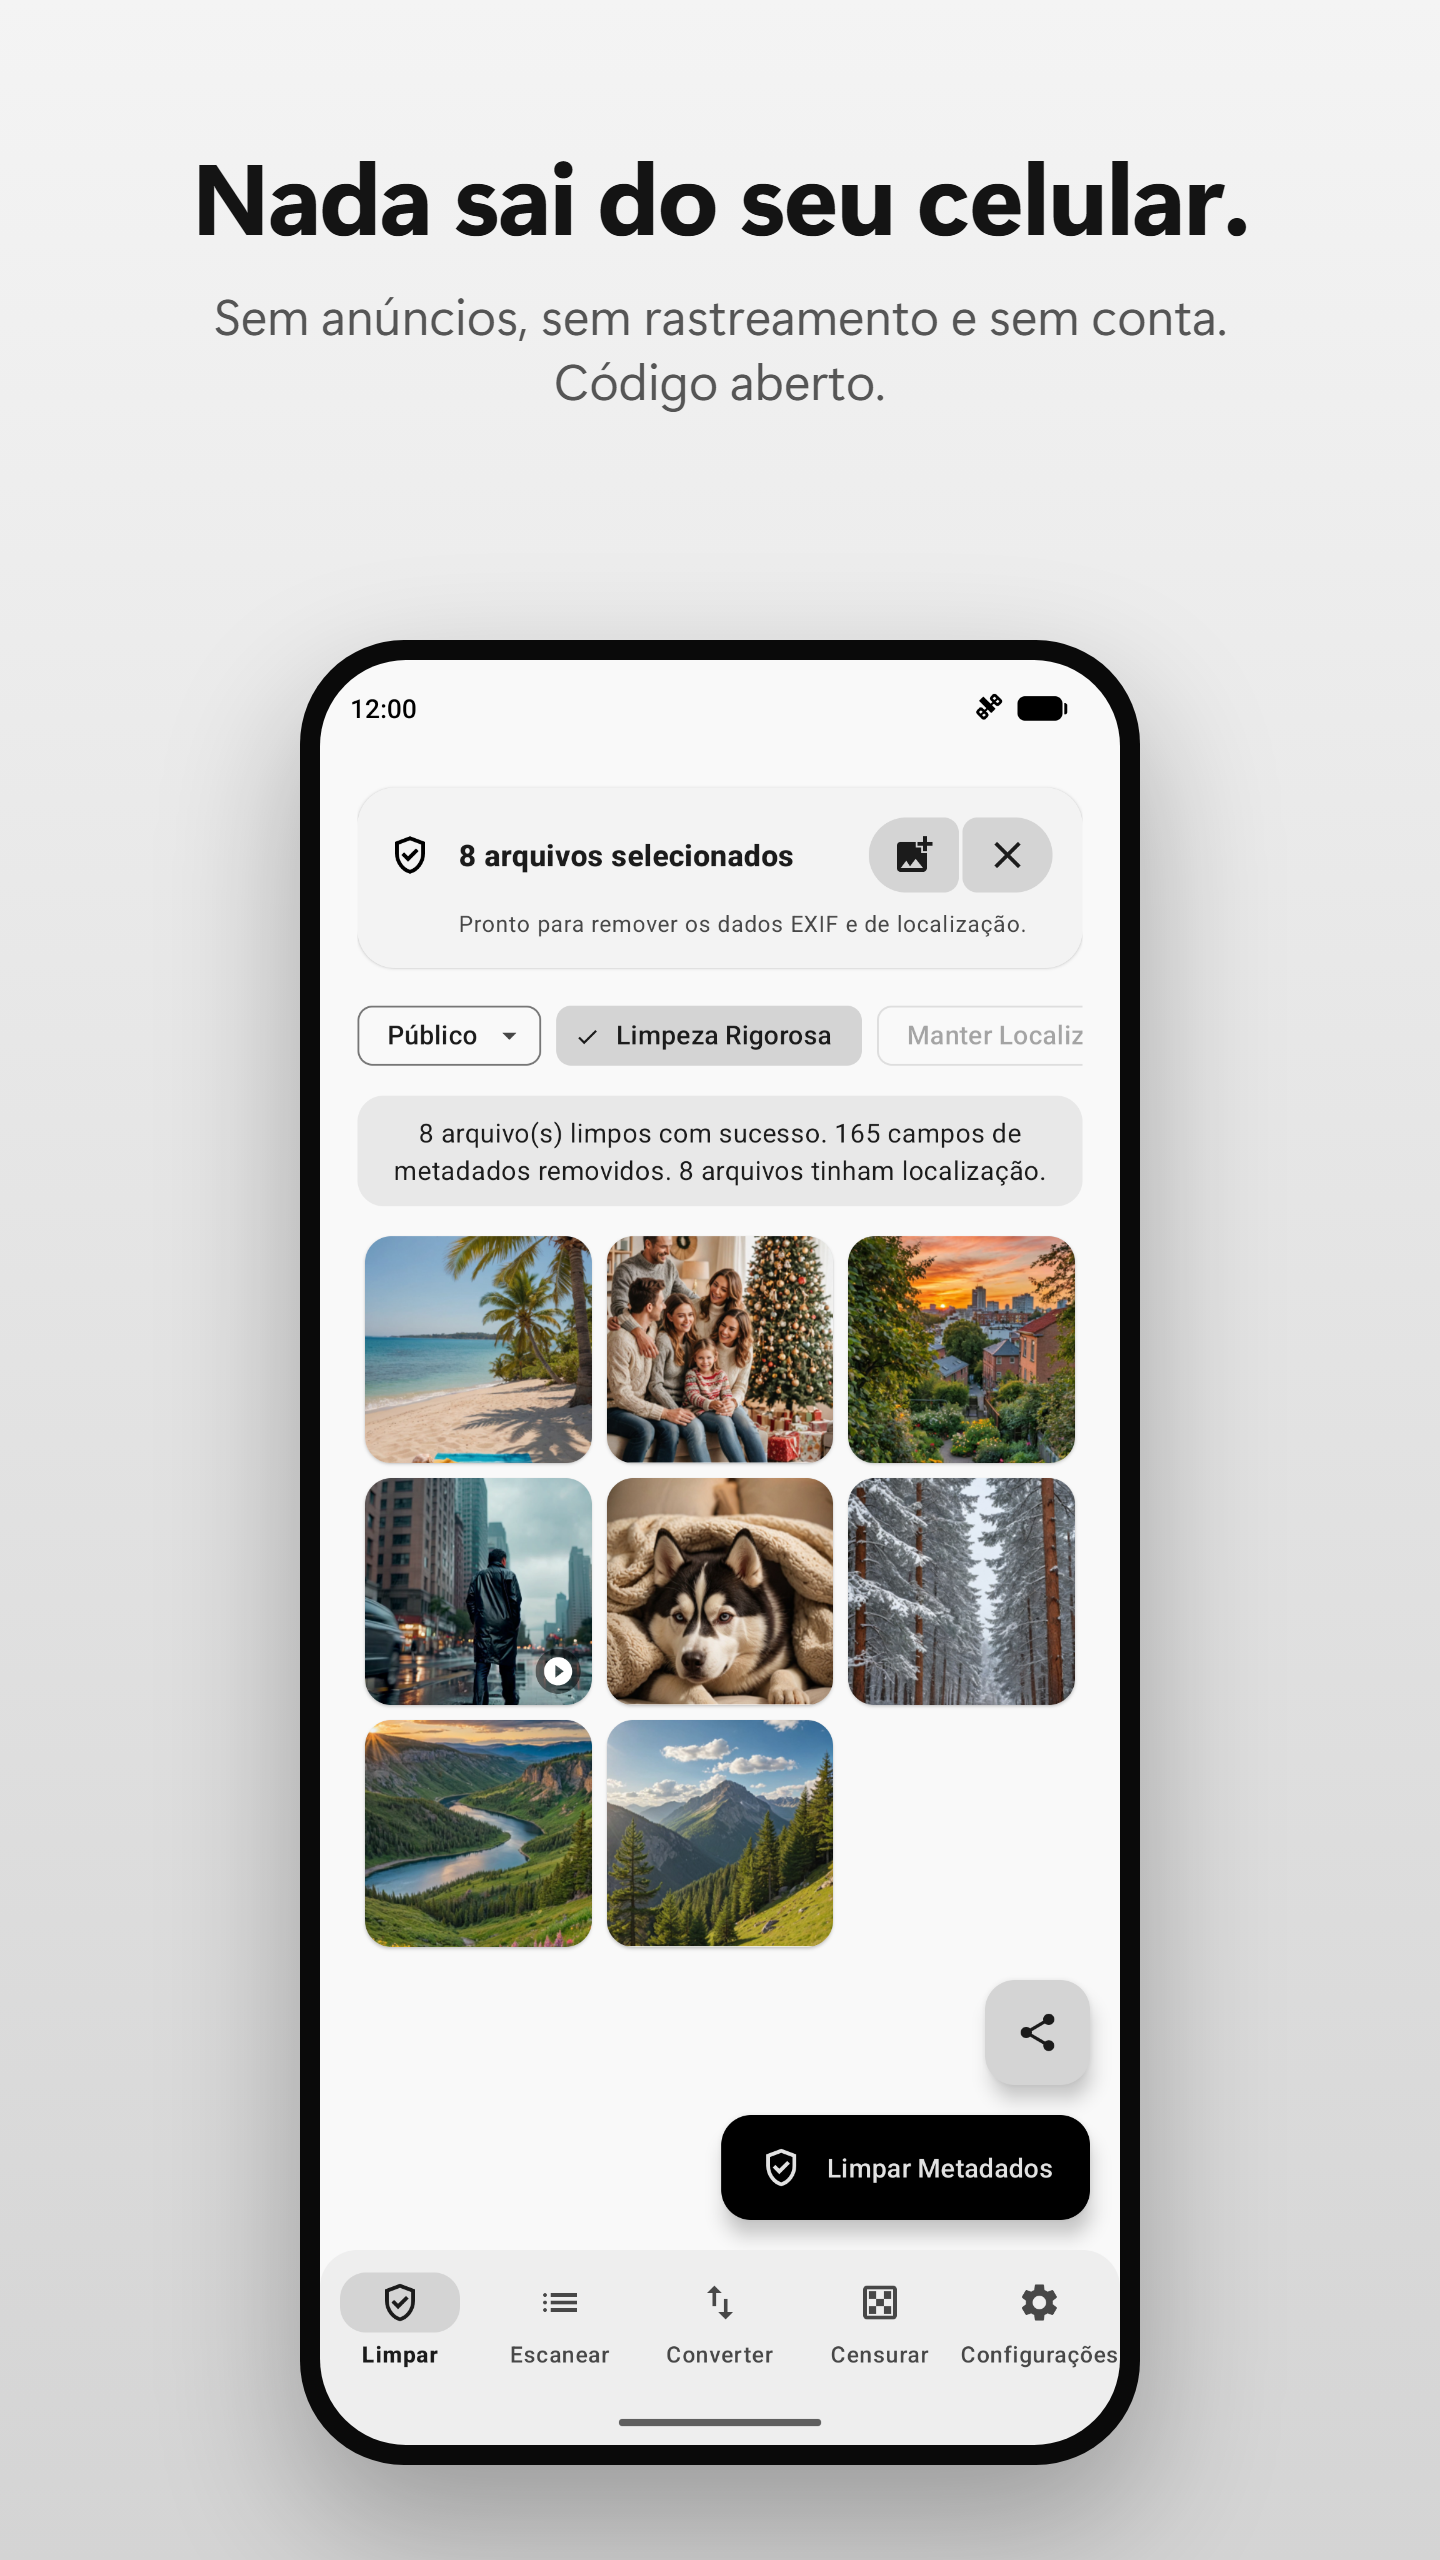 Nada sai do seu celular.
Sem anúncios, sem rastreamento e sem conta.
Código aberto.
12:00
8 arquivos selecionados
Pronto para remover os dados EXIF e de localização.
Público
Limpeza Rigorosa
Manter Localiz
8 arquivo(s) limpos com sucesso. 165 campos de
metadados removidos. 8 arquivos tinham localização.
Limpar Metadados
Limpar
Escanear
Converter
Censurar
Configurações